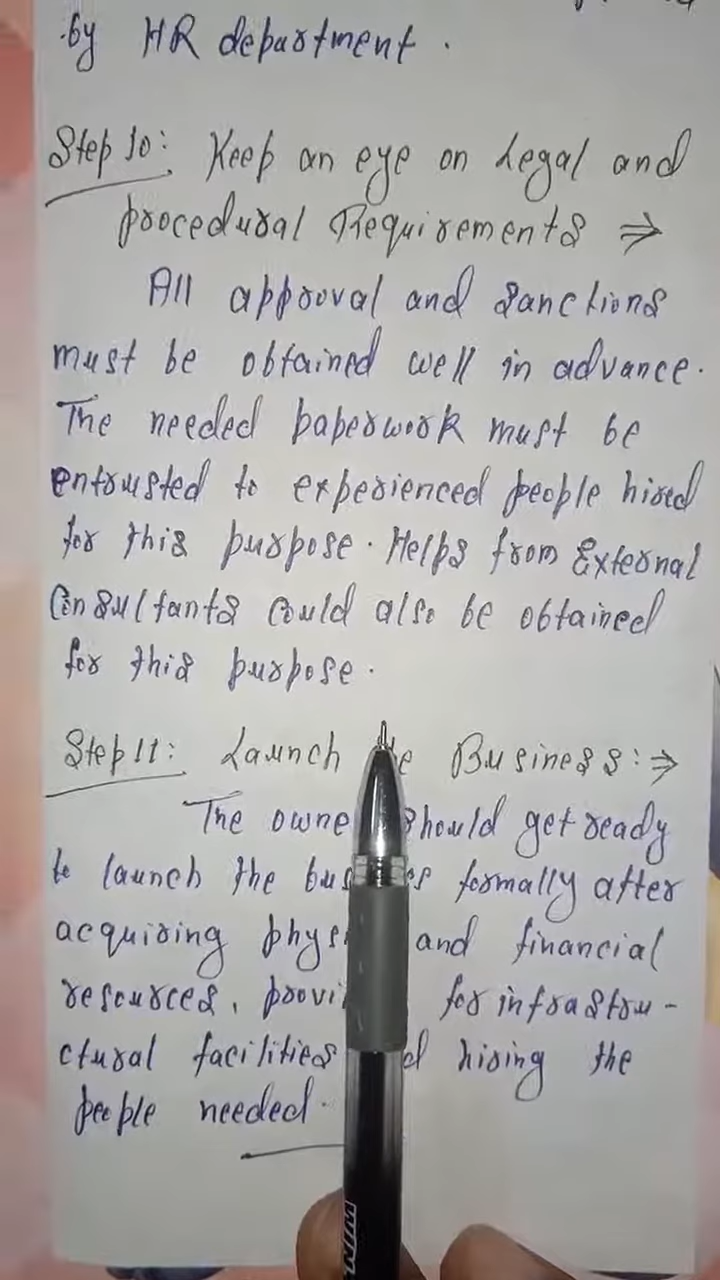 by HR department.
Step 10: Keep an eye on Legal and
procedural Requirements ⇒
All approval and sanctions
must be obtained well in advance.
The needed paperwork must be
entrusted to experienced people hired
for this purpose. Helps from External
Consultants could also be obtained
for this purpose.
Step 11: Launch the Business:⇒
The owner should get ready
to launch the business formally after
acquiring and financial
resources, for infrastru-
ctural facilities hiring the
people needed.